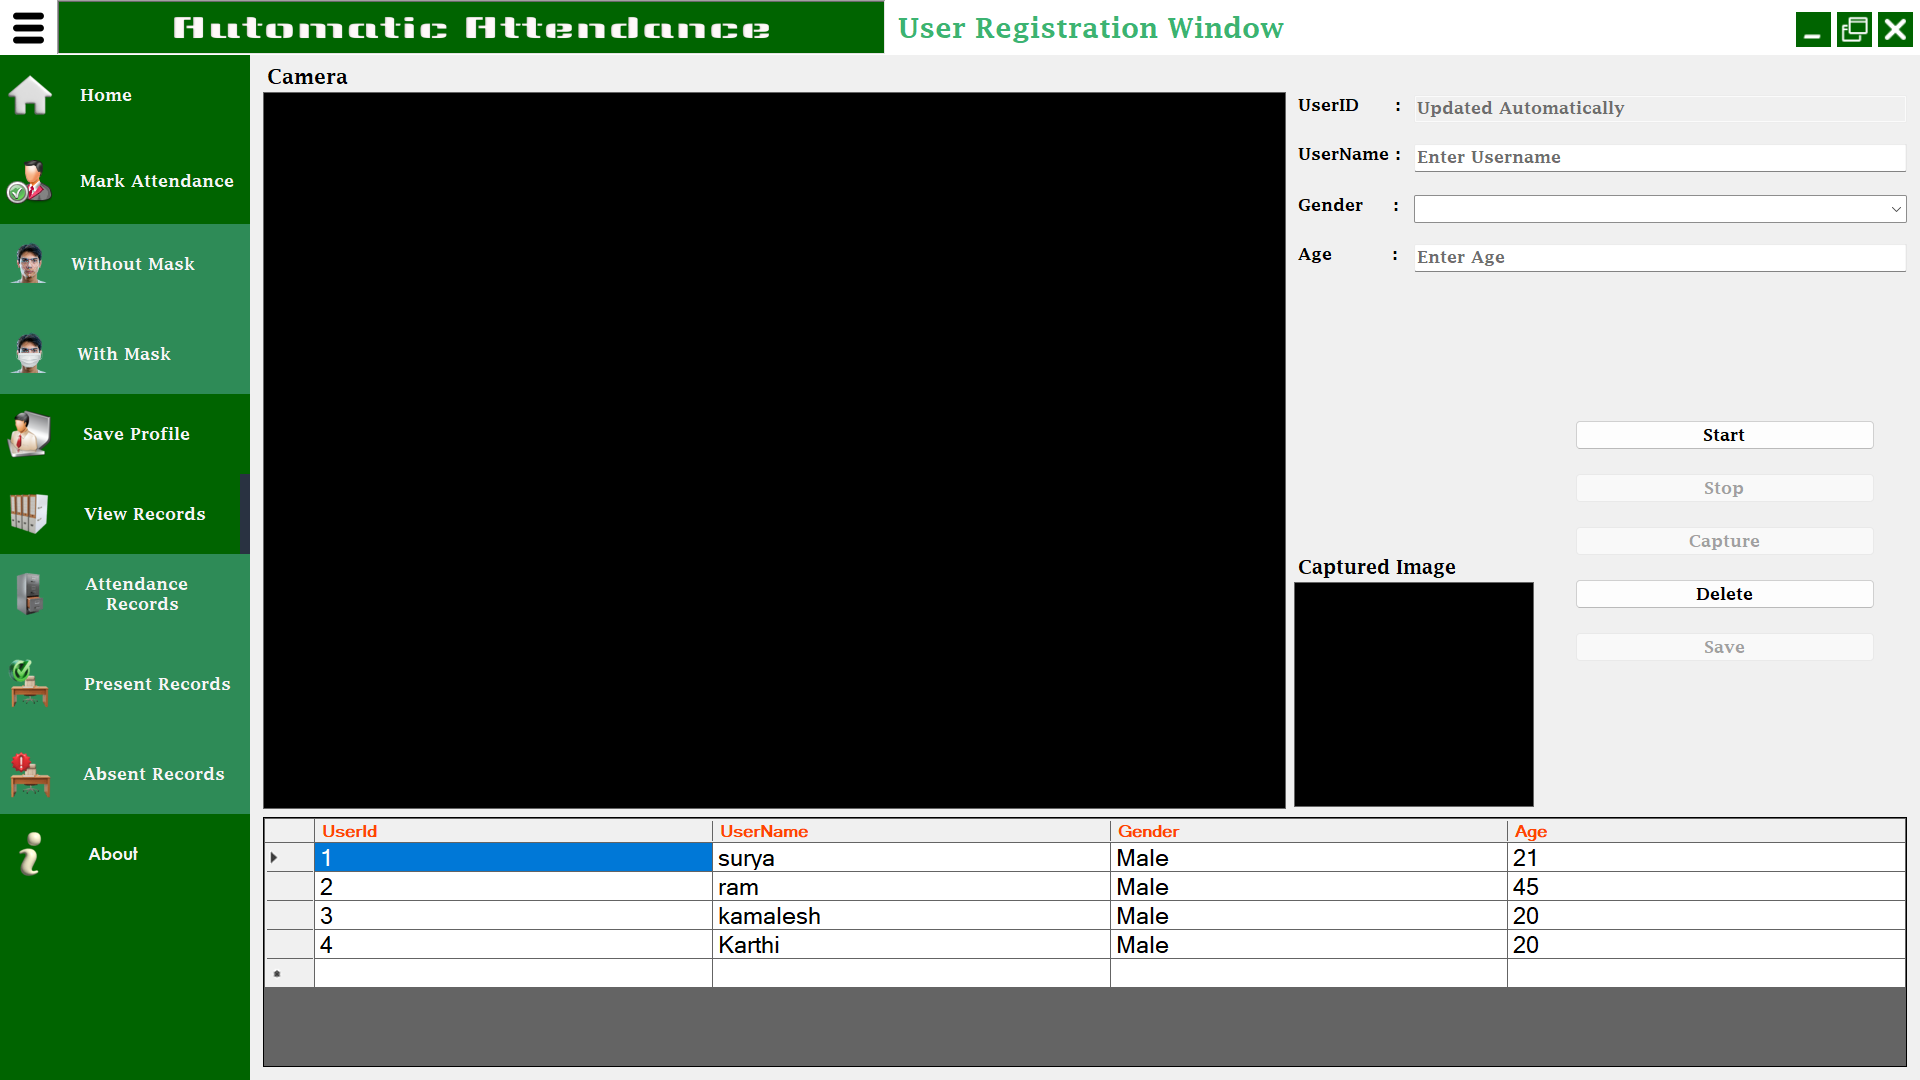 Automatic Attendance
User Registration Window
Home
Mark Attendance
Without Mask
With Mask
Save Profile
View Records
Attendance
Records
Present Records
Absent Records
About
Camera
UserID : Updated Automatically
UserName : Enter Username
Gender :
Age : Enter Age
Start
Stop
Capture
Delete
Save
Captured Image
UserId UserName Gender Age
1 surya Male 21
2 ram Male 45
3 kamalesh Male 20
4 Karthi Male 20